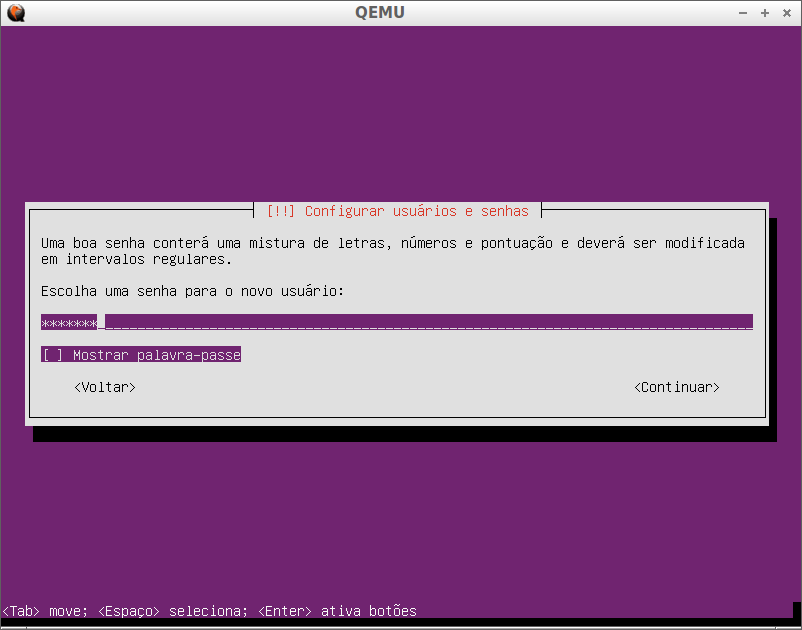 QEMU
[!!] Configurar usuários e senhas
Uma boa senha conterá uma mistura de letras, números e pontuação e deverá ser modificada
em intervalos regulares.
Escolha uma senha para o novo usuário:
*******
[ ] Mostrar palavra-passe
<Voltar> <Continuar>
<Tab> move; <Espaço> seleciona; <Enter> ativa botões